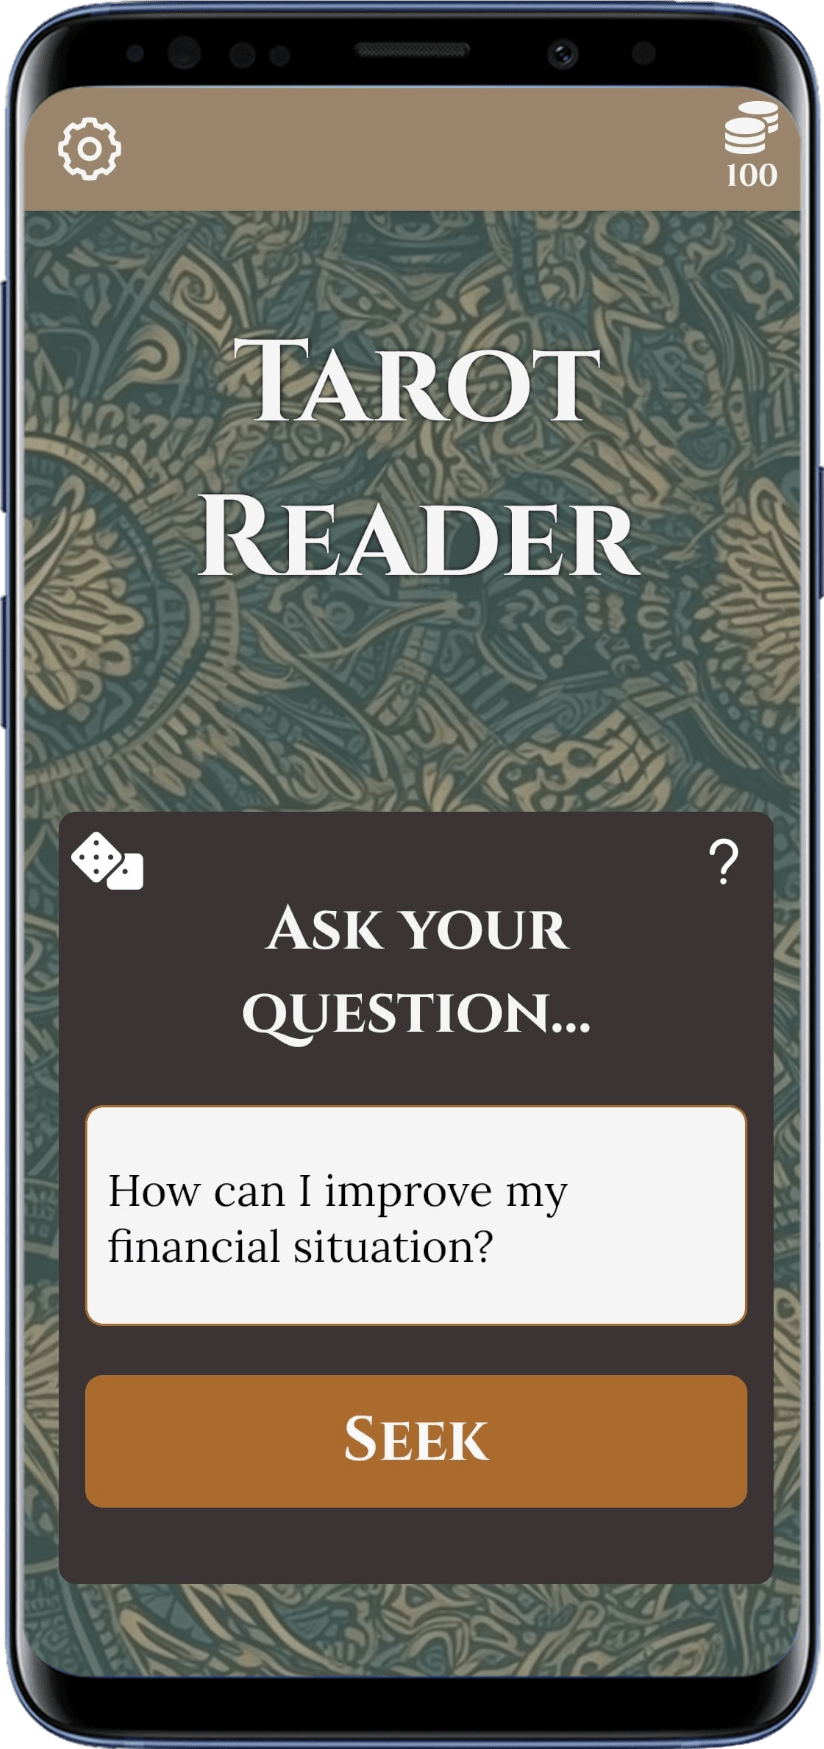 100
Tarot
Reader
?
Ask your
question...
How can I improve my
financial situation?
Seek